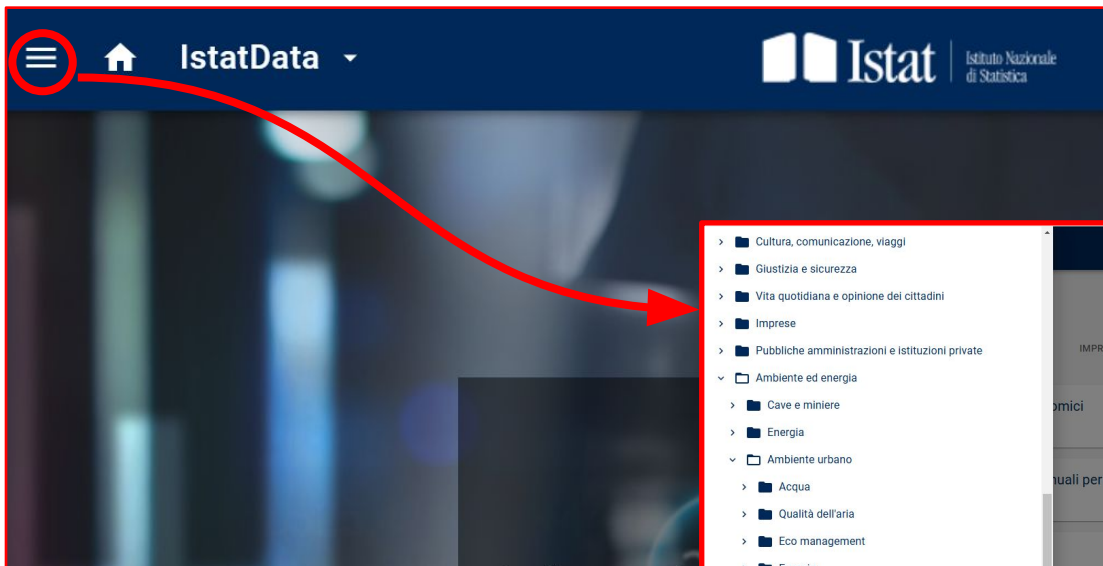 IstatData
Istat
Istituto Nazionale
di Statistica
Cultura, comunicazione, viaggi
Giustizia e sicurezza
Vita quotidiana e opinione dei cittadini
Imprese
Pubbliche amministrazioni e istituzioni private
IMPR
Ambiente ed energia
Cave e miniere
omici
Energia
Ambiente urbano
Acqua
nuali per
Qualità dell'aria
Eco management